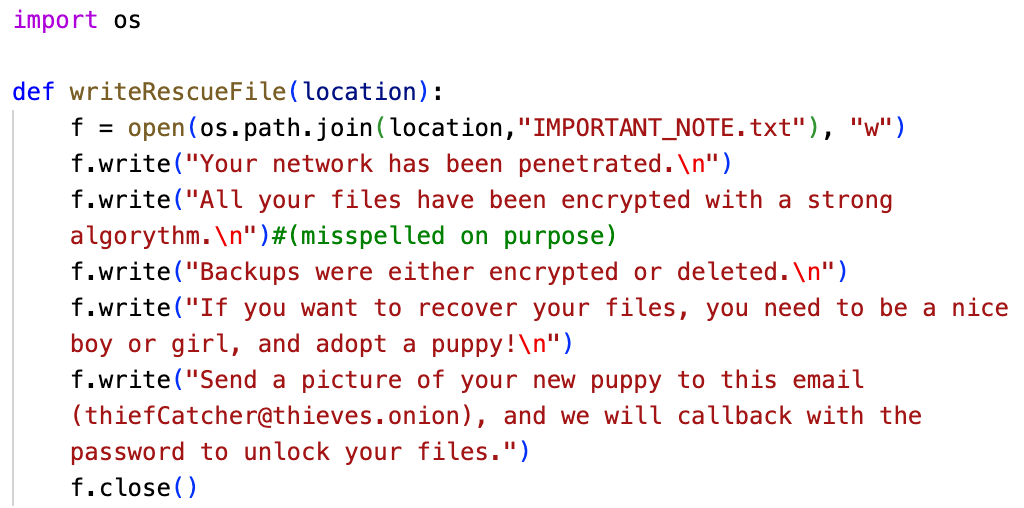 import os
def writeRescueFile(location):
f = open(os.path.join(location,"IMPORTANT_NOTE.txt"), "w")
f.write("Your network has been penetrated.\n")
f.write("All your files have been encrypted with a strong
algorythm.\n")#(misspelled on purpose)
f.write("Backups were either encrypted or deleted.\n")
f.write("If you want to recover your files, you need to be a nice
boy or girl, and adopt a puppy!\n")
f.write("Send a picture of your new puppy to this email
(thiefCatcher@thieves.onion), and we will callback with the
password to unlock your files.")
f.close()